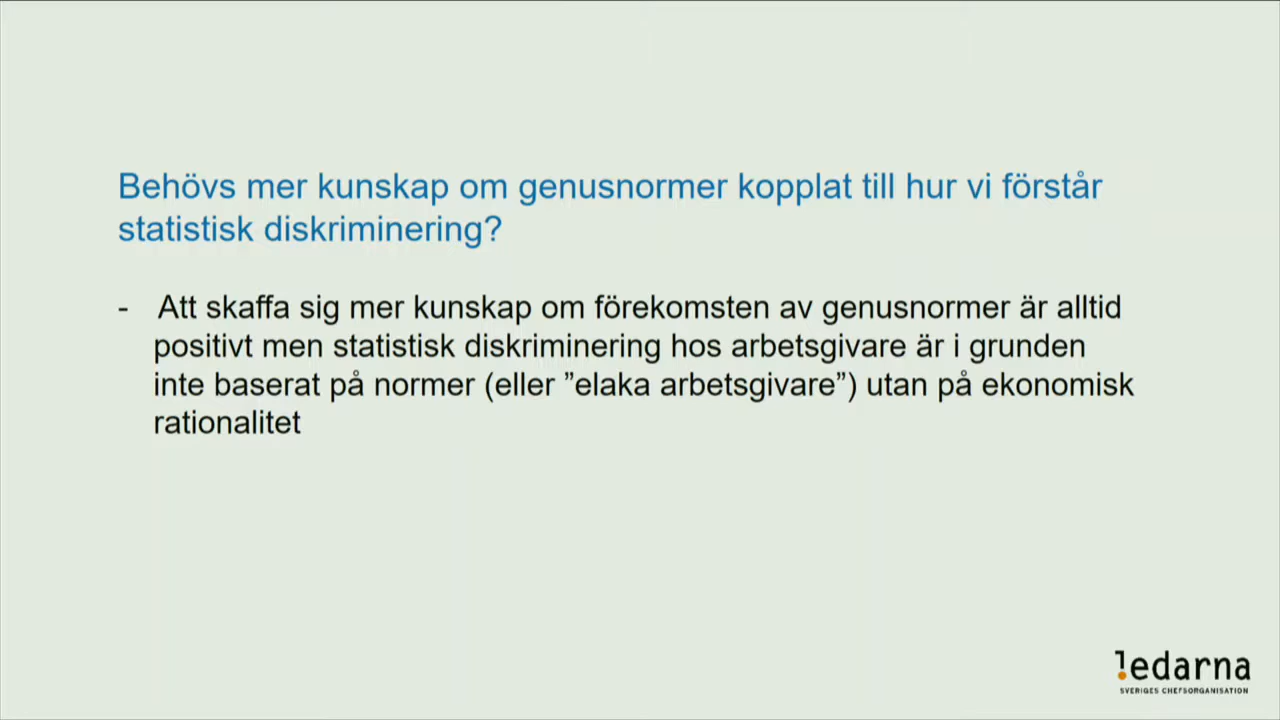 Behövs mer kunskap om genusnormer kopplat till hur vi förstår
statistisk diskriminering?
- Att skaffa sig mer kunskap om förekomsten av genusnormer är alltid
positivt men statistisk diskriminering hos arbetsgivare är i grunden
inte baserat på normer (eller ”elaka arbetsgivare”) utan på ekonomisk
rationalitet
ledarna
SVERIGES CHEFSORGANISATION